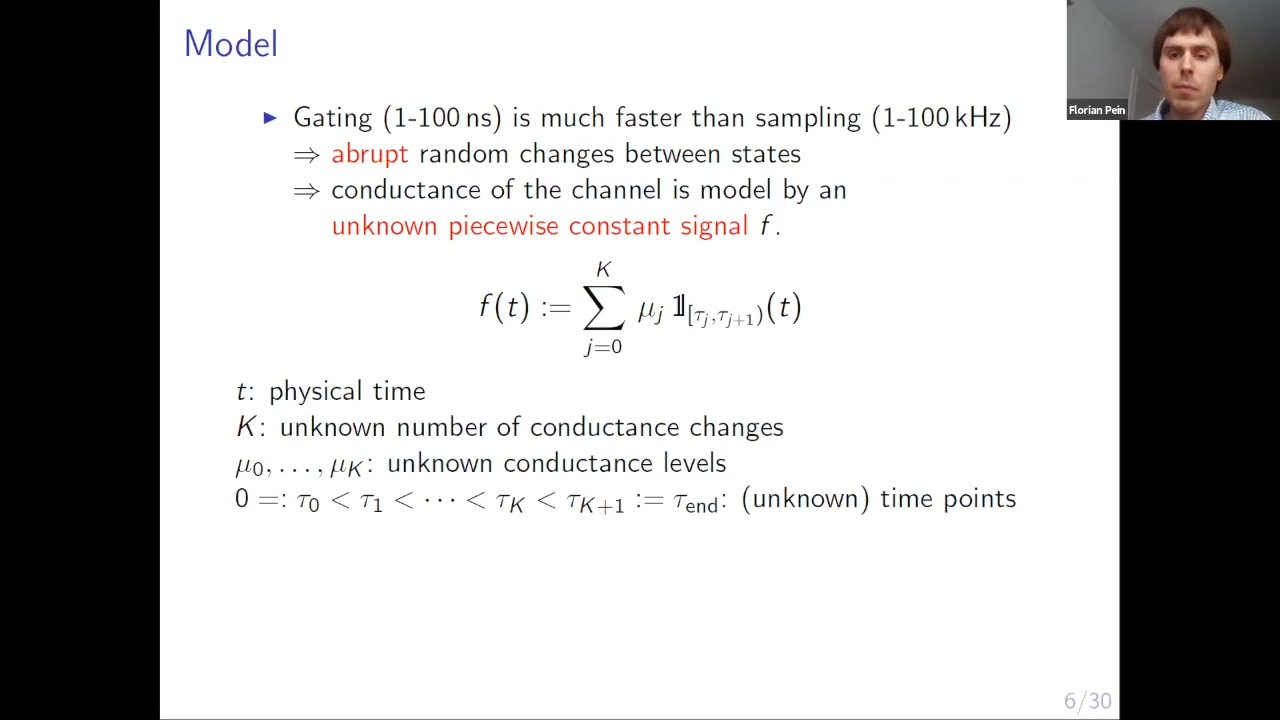 Model
Florian Pein
▶ Gating (1-100 ns) is much faster than sampling (1-100 kHz)
⇒ abrupt random changes between states
⇒ conductance of the channel is model by an
unknown piecewise constant signal f.
f(t) := ∑_{j=0}^{K} μ_j 𝟙_{[τ_j,τ_{j+1})}(t)
t: physical time
K: unknown number of conductance changes
μ_0, . . . , μ_K: unknown conductance levels
0 =: τ_0 < τ_1 < ⋯ < τ_K < τ_{K+1} := τ_end: (unknown) time points
6/30